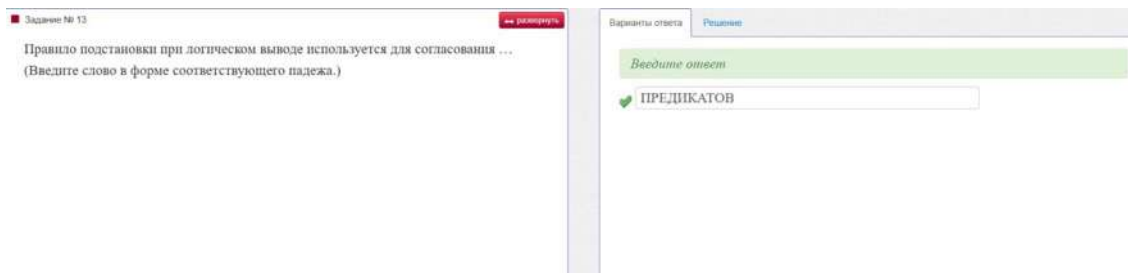 Задание № 13
развернуть
Правило подстановки при логическом выводе используется для согласования …
(Введите слово в форме соответствующего падежа.)
Варианты ответа
Решение
Введите ответ
ПРЕДИКАТОВ